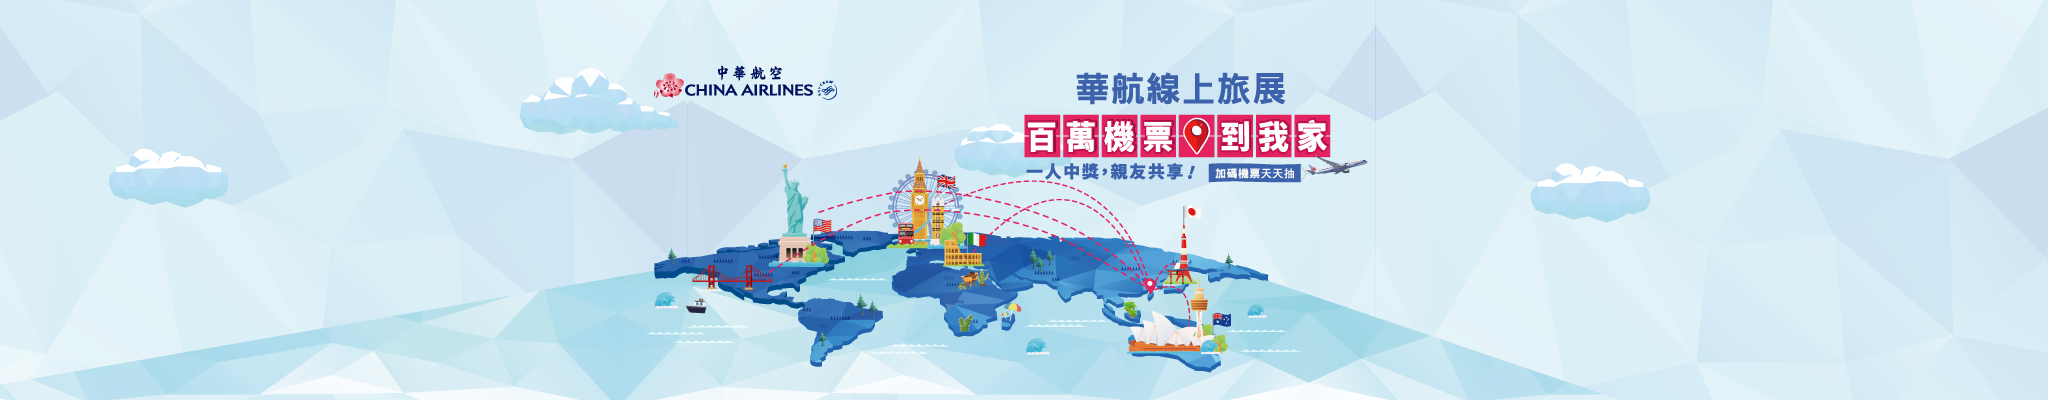 中華航空
CHINA AIRLINES
華航線上旅展
百萬機票到我家
一人中獎，親友共享！
加碼機票天天抽